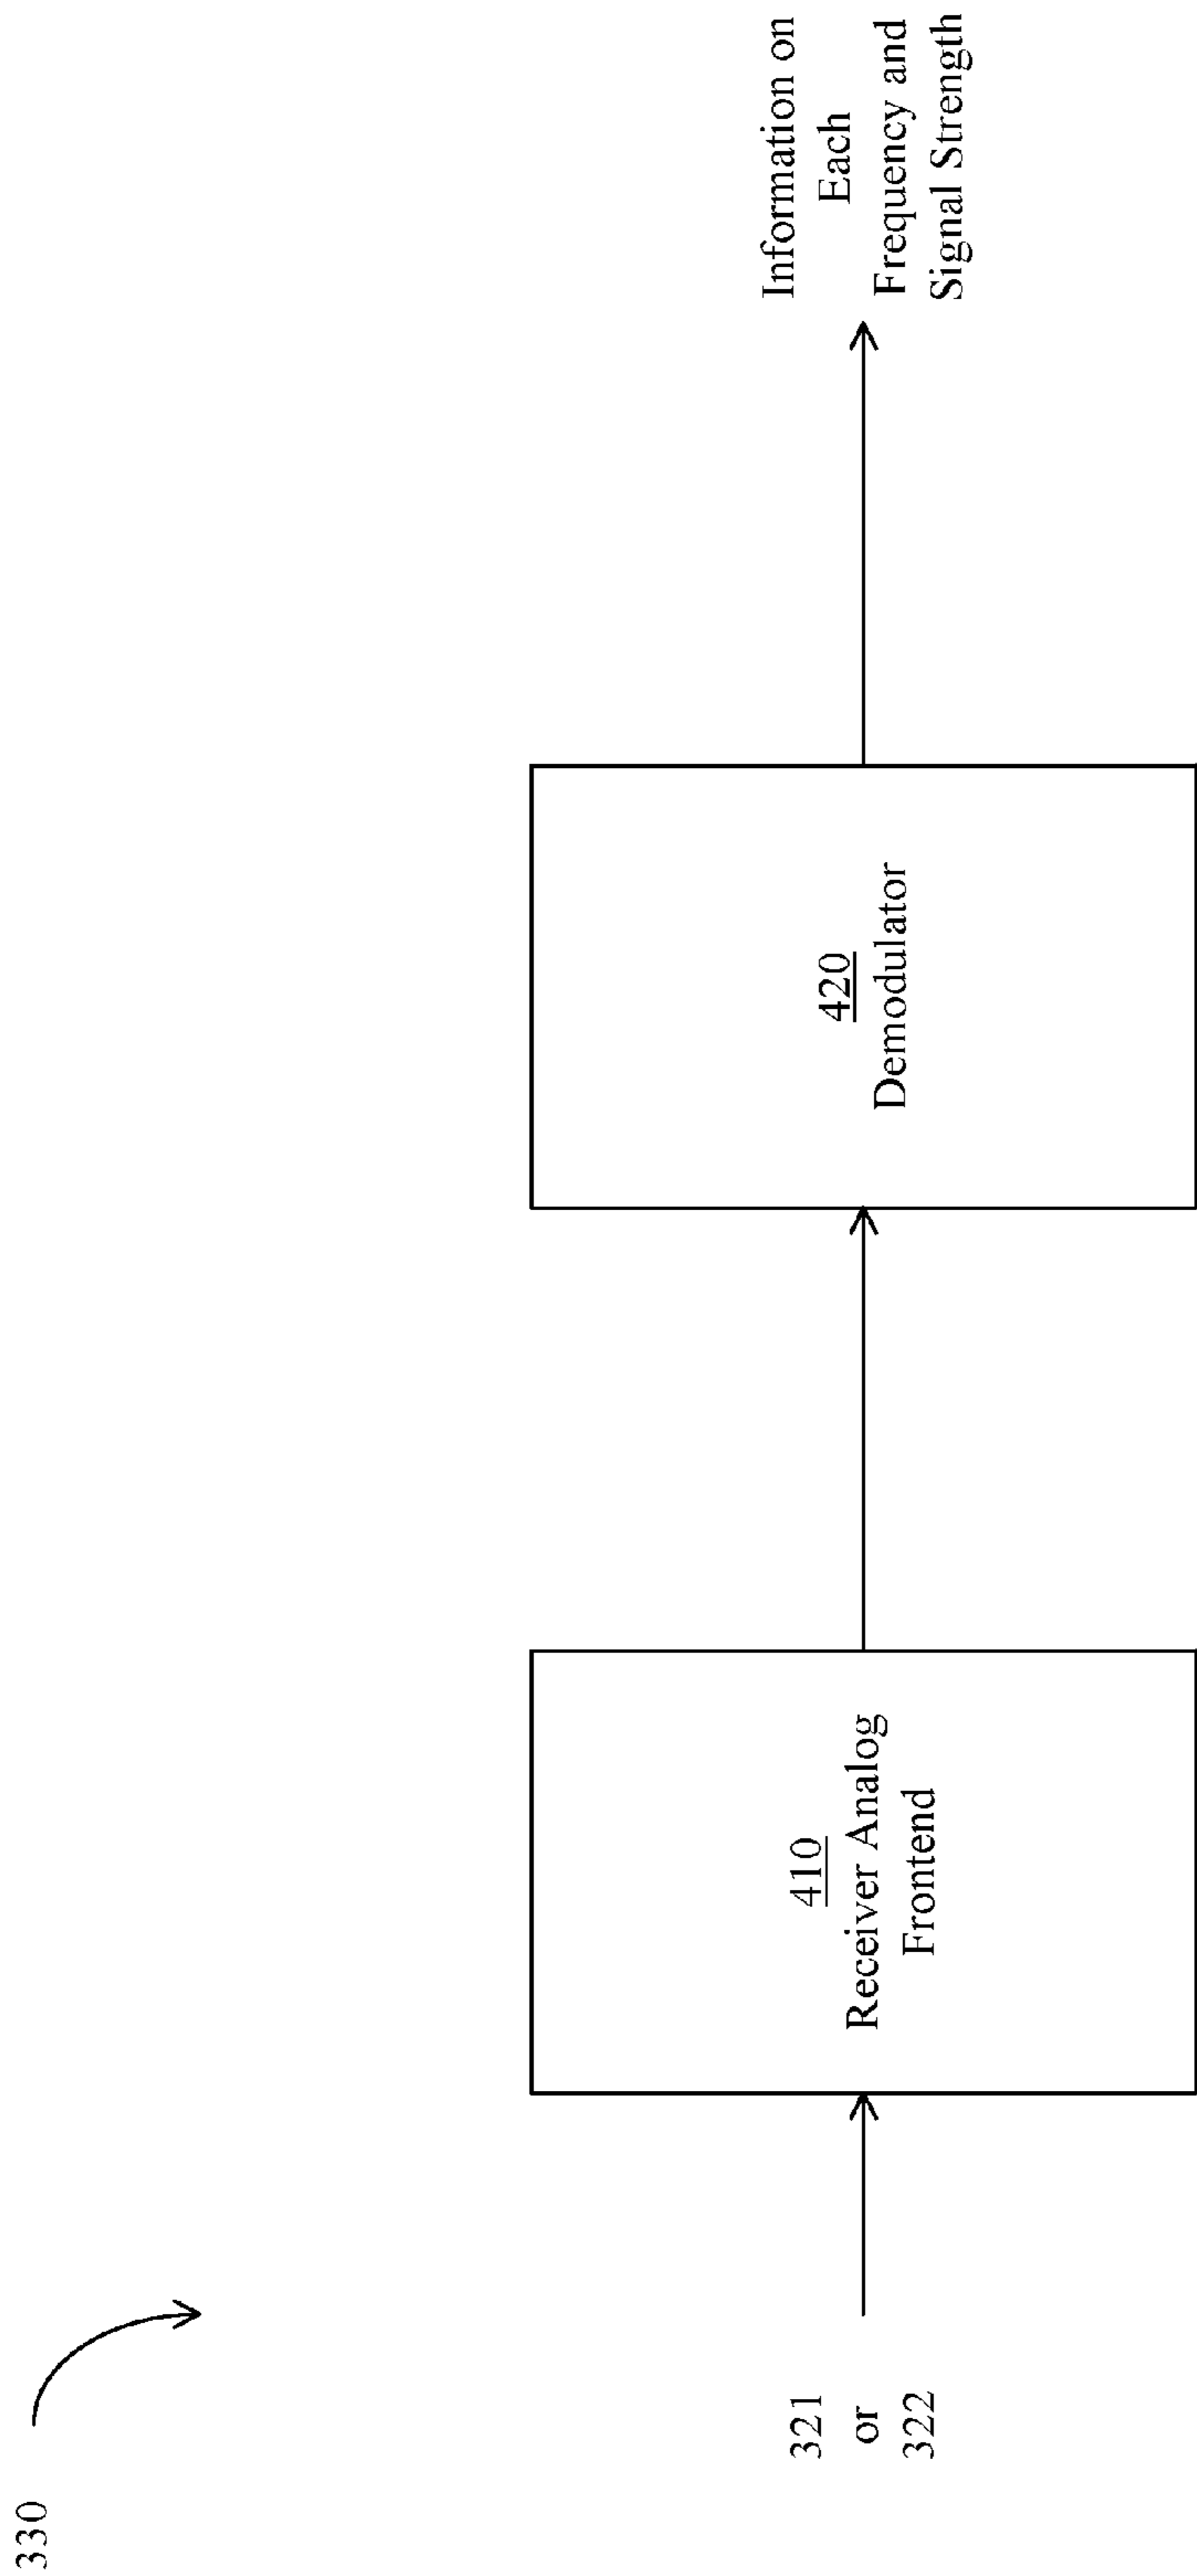 330
321
or
322
410
Receiver Analog
Frontend
420
Demodulator
Information on
Each
Frequency and
Signal Strength